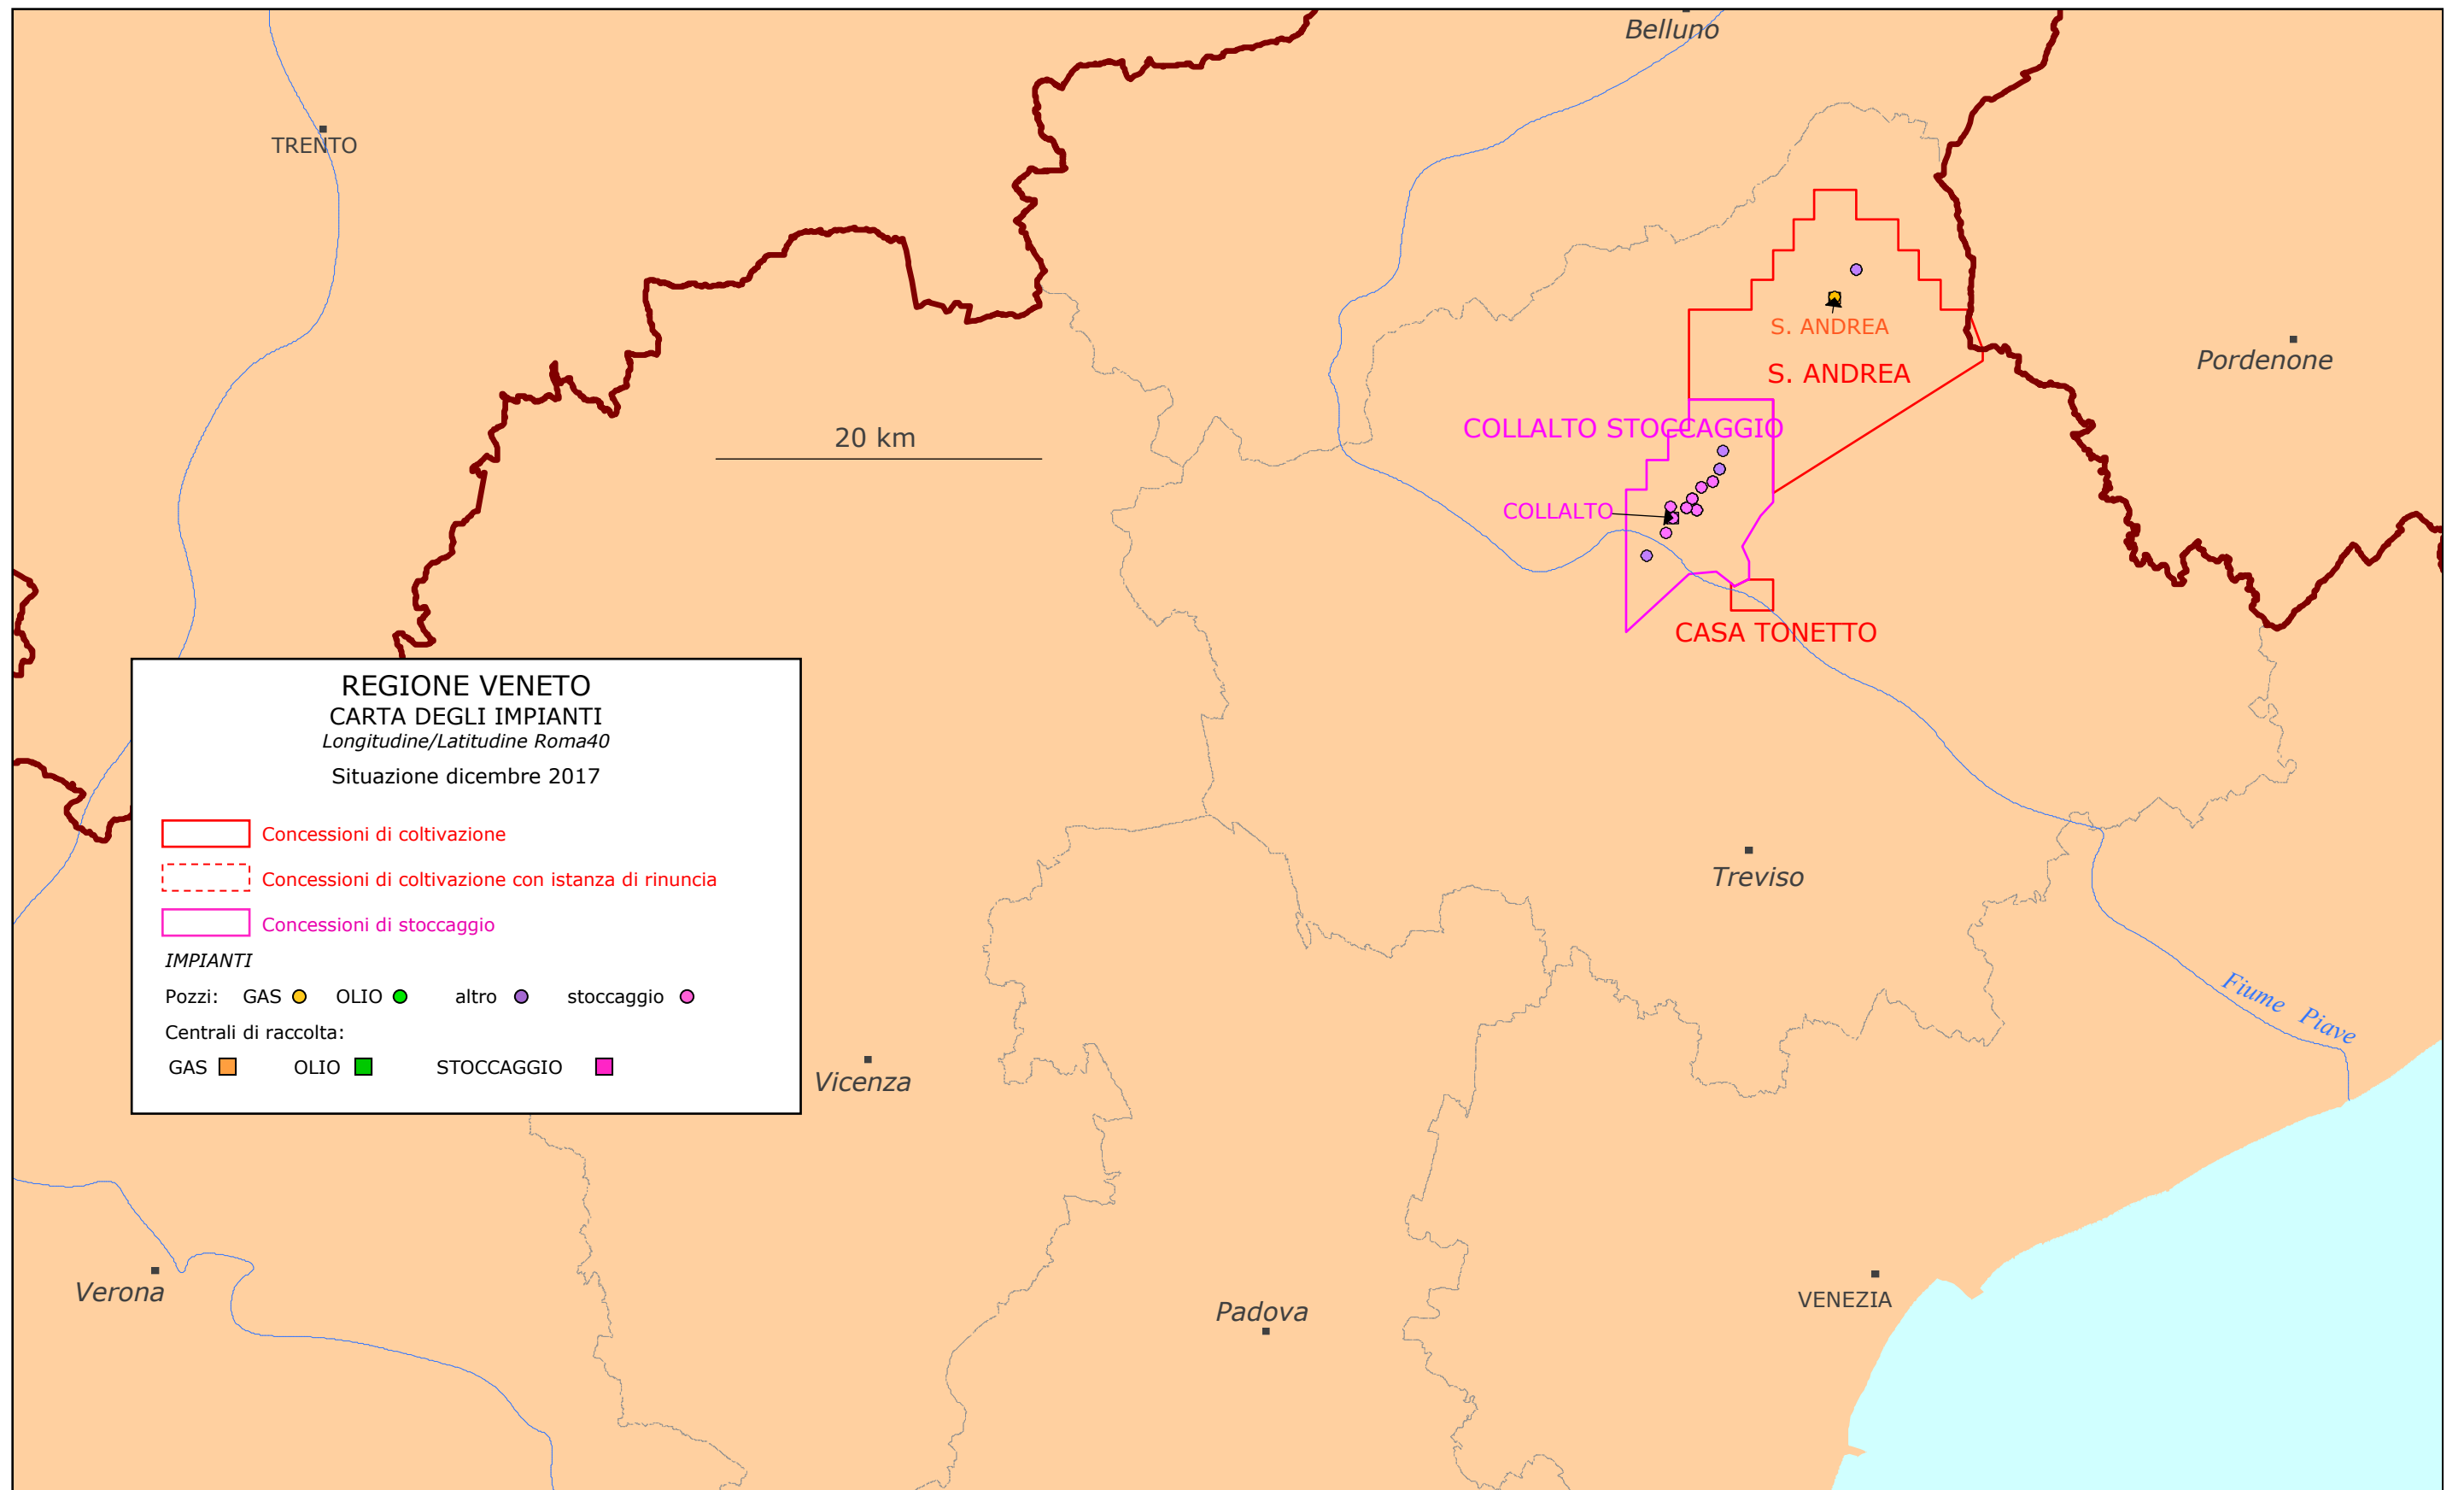 Belluno
TRENTO
S. ANDREA
Pordenone
S. ANDREA
COLLALTO STOCCAGGIO
20 km
COLLALTO
CASA TONETTO
REGIONE VENETO
CARTA DEGLI IMPIANTI
Longitudine/Latitudine Roma40
Situazione dicembre 2017
Concessioni di coltivazione
Concessioni di coltivazione con istanza di rinuncia
Concessioni di stoccaggio
IMPIANTI
Pozzi: GAS OLIO altro stoccaggio
Centrali di raccolta:
GAS OLIO STOCCAGGIO
Treviso
Fiume Piave
Vicenza
Verona
Padova
VENEZIA